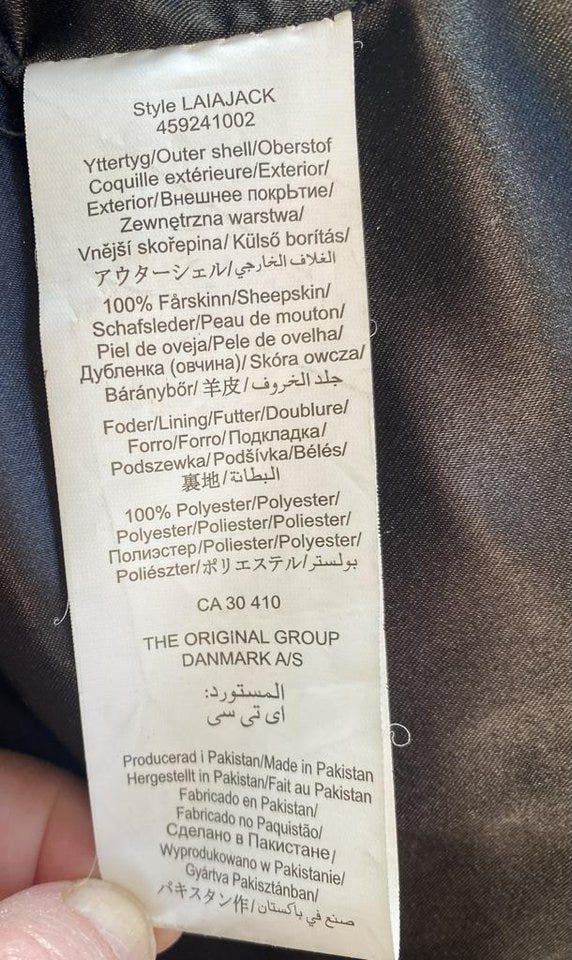 Style LAIAJACK
459241002
Yttertyg/Outer shell/Oberstof
Coquille extérieure/Exterior/
Exterior/Внешнее покрЬтие/
Zewnętrzna warstwa/
Vnější skořepina/ Külső borítás/
アウターシェル/الغلاف الخارجي/
100% Fårskinn/Sheepskin/
Schafsleder/Peau de mouton/
Piel de oveja/Pele de ovelha/
Дубленка (овчина)/ Skóra owcza/
Báránybőr/ 羊皮/جلد الخروف/
Foder/Lining/Futter/Doublure/
Forro/Forro/Подкладка/
Podszewka/Podšívka/Bélés/
裏地/البطانة/
100% Polyester/Polyester/
Polyester/Poliester/Poliester/
Полиэстер/Poliester/Polyester/
Poliészter/ポリエステル/بولستر/
CA 30 410
THE ORIGINAL GROUP
DANMARK A/S
المستورد:
اي تي سي
Producerad i Pakistan/Made in Pakistan
Hergestellt in Pakistan/Fait au Pakistan
Fabricado en Pakistan/
Fabricado no Paquistão/
Сделано в Пакистане/
Wyprodukowano w Pakistanie/
Gyártva Pakisztánban/
パキスタン作/صنع في باكستان/